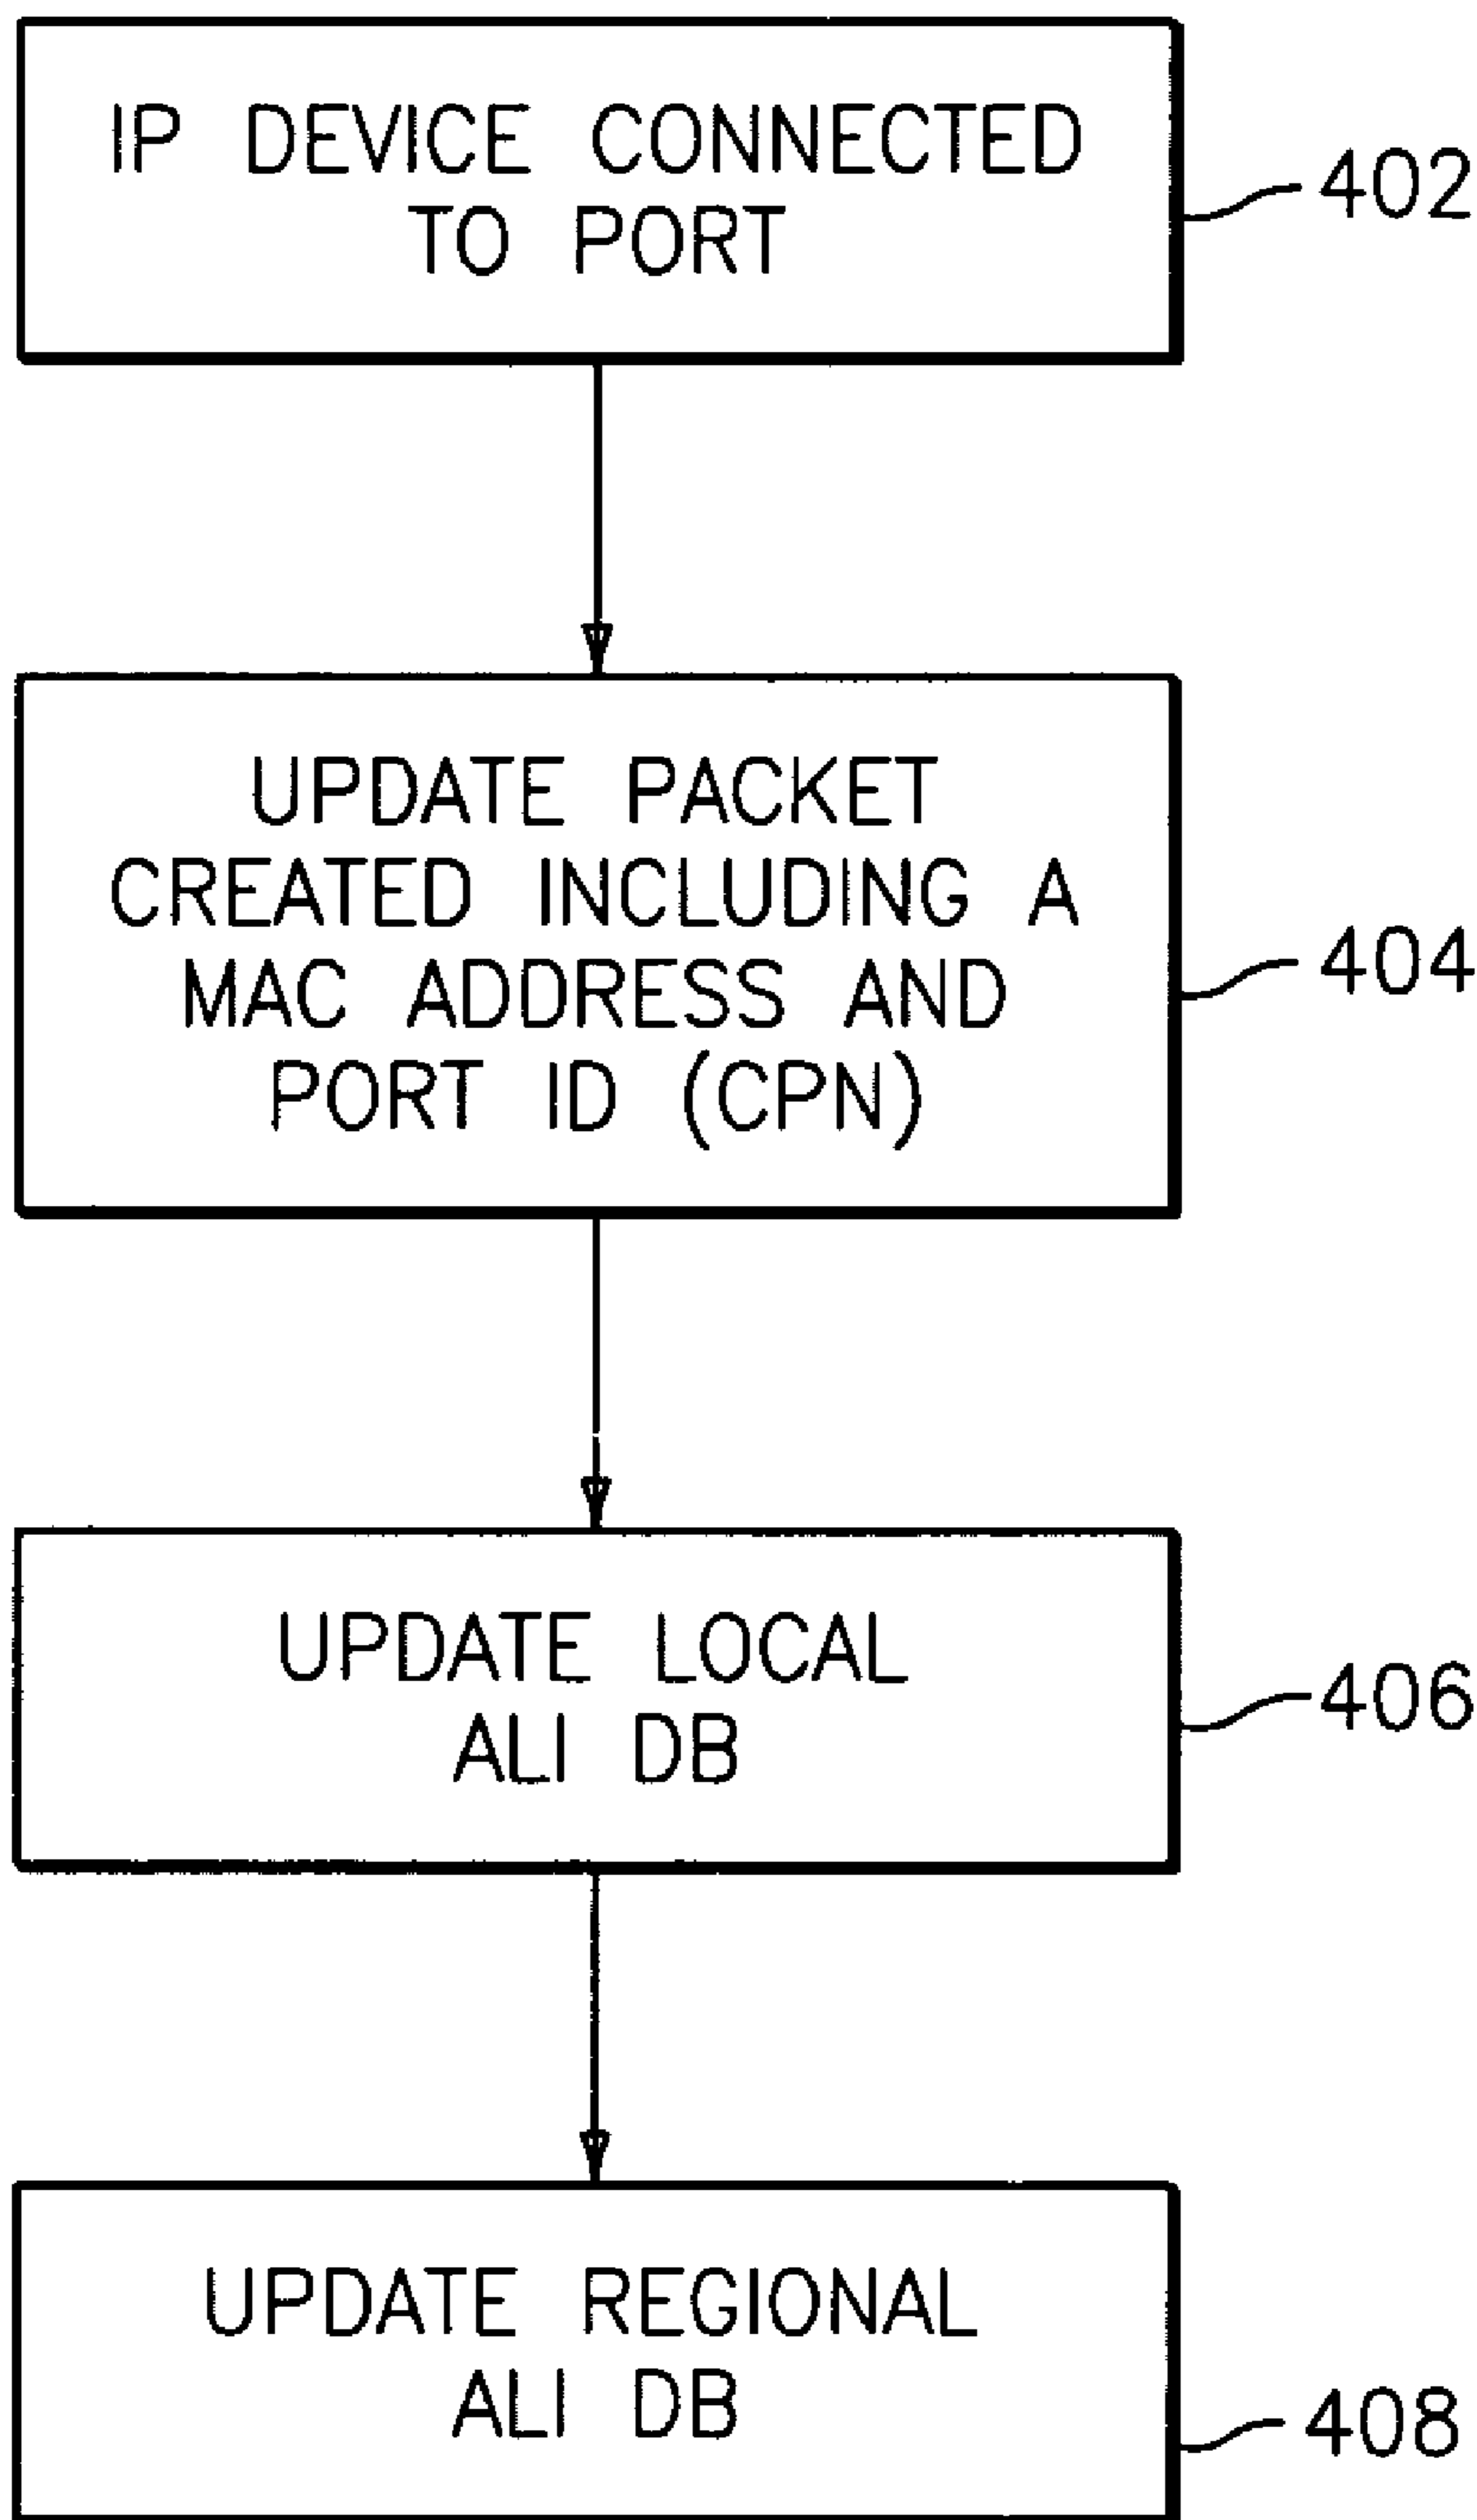 IP DEVICE CONNECTED
TO PORT
402
UPDATE PACKET
CREATED INCLUDING A
MAC ADDRESS AND
PORT ID (CPN)
404
UPDATE LOCAL
ALI DB
406
UPDATE REGIONAL
ALI DB
408